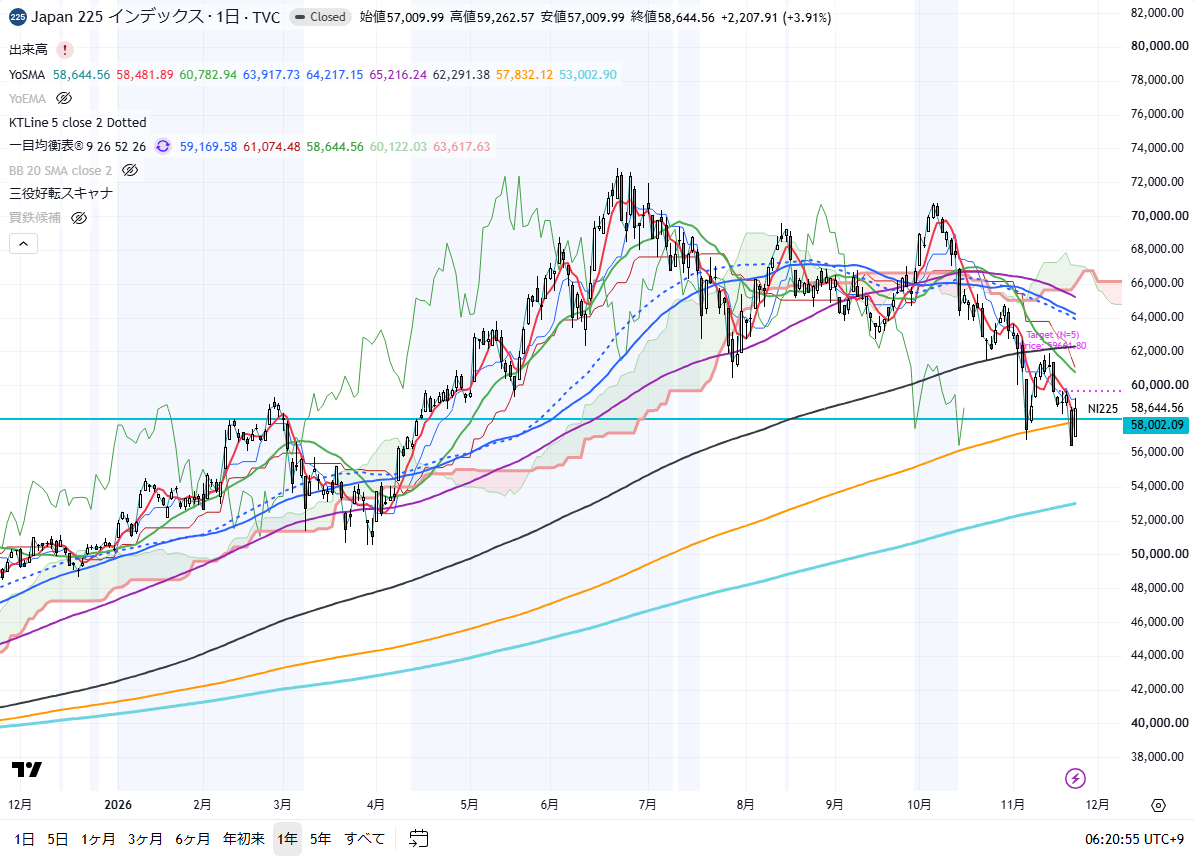 225 Japan 225 インデックス · 1日 · TVC Closed 始値57,009.99 高値59,262.57 安値57,009.99 終値58,644.56 +2,207.91 (+3.91%)
出来高 !
YoSMA 58,644.56 58,481.89 60,782.94 63,917.73 64,217.15 65,216.24 62,291.38 57,832.12 53,002.90
YoEMA
KTLine 5 close 2 Dotted
一目均衡表® 9 26 52 26 59,169.58 61,074.48 58,644.56 60,122.03 63,617.63
BB 20 SMA close 2
三役好転スキャナ
買鉄候補
82,000.00
80,000.00
78,000.00
76,000.00
74,000.00
72,000.00
70,000.00
68,000.00
66,000.00
64,000.00
62,000.00
60,000.00
58,644.56
58,002.09
56,000.00
54,000.00
52,000.00
50,000.00
48,000.00
46,000.00
44,000.00
42,000.00
40,000.00
38,000.00
Target (N=5)
NI225
12月 2026 2月 3月 4月 5月 6月 7月 8月 9月 10月 11月 12月
1日 5日 1ヶ月 3ヶ月 6ヶ月 年初来 1年 5年 すべて 06:20:55 UTC+9